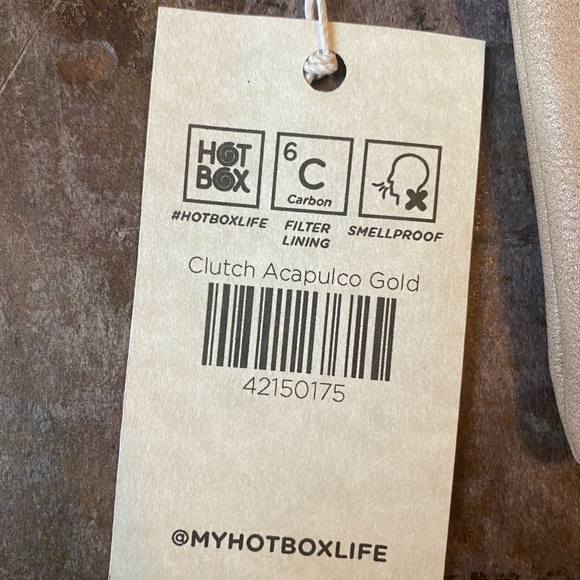 HOT
BOX
6
C
Carbon
#HOTBOXLIFE
FILTER
LINING
SMELLPROOF
Clutch Acapulco Gold
42150175
@MYHOTBOXLIFE